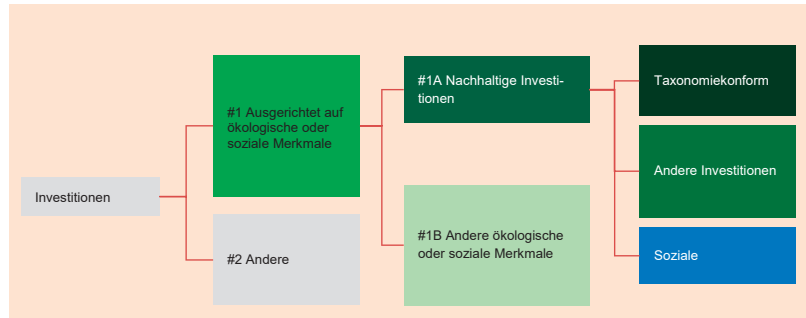 Investitionen
#1 Ausgerichtet auf
ökologische oder
soziale Merkmale
#2 Andere
#1A Nachhaltige Investi-
tionen
#1B Andere ökologische
oder soziale Merkmale
Taxonomiekonform
Andere Investitionen
Soziale